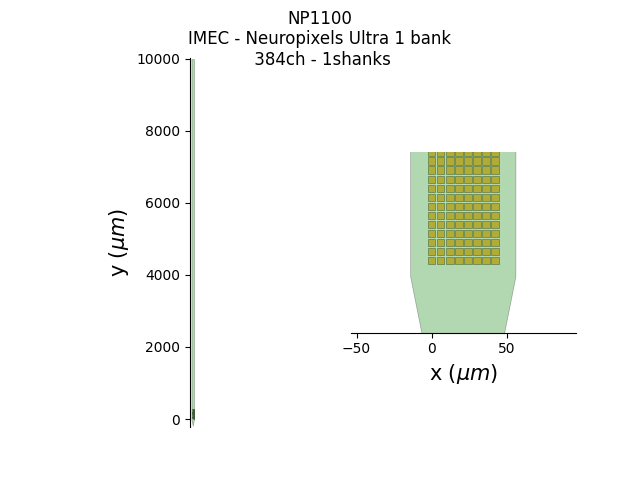 NP1100
IMEC - Neuropixels Ultra 1 bank
384ch - 1shanks
10000
8000
6000
4000
2000
0
y (μm)
−50
0
50
x (μm)